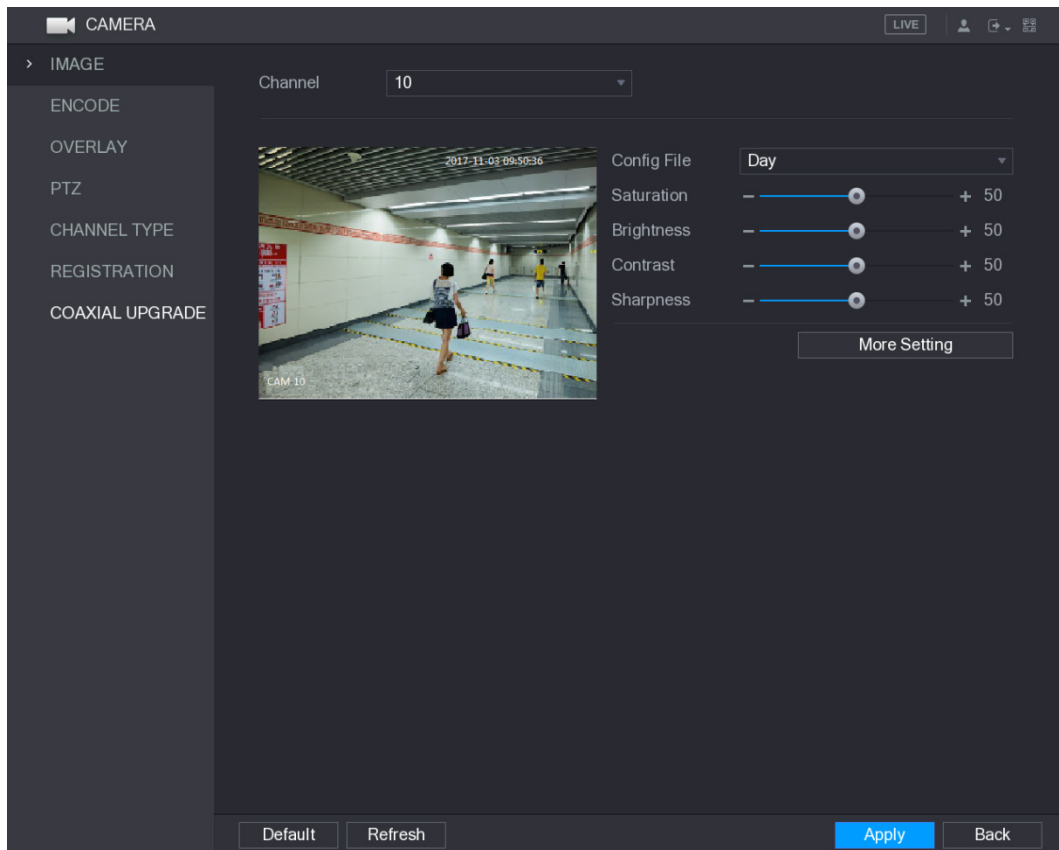 CAMERA
LIVE
IMAGE
ENCODE
OVERLAY
PTZ
CHANNEL TYPE
REGISTRATION
COAXIAL UPGRADE
Channel 10
2017-11-03 09:50:36
CAM 10
Config File Day
Saturation - + 50
Brightness - + 50
Contrast - + 50
Sharpness - + 50
More Setting
Default Refresh Apply Back